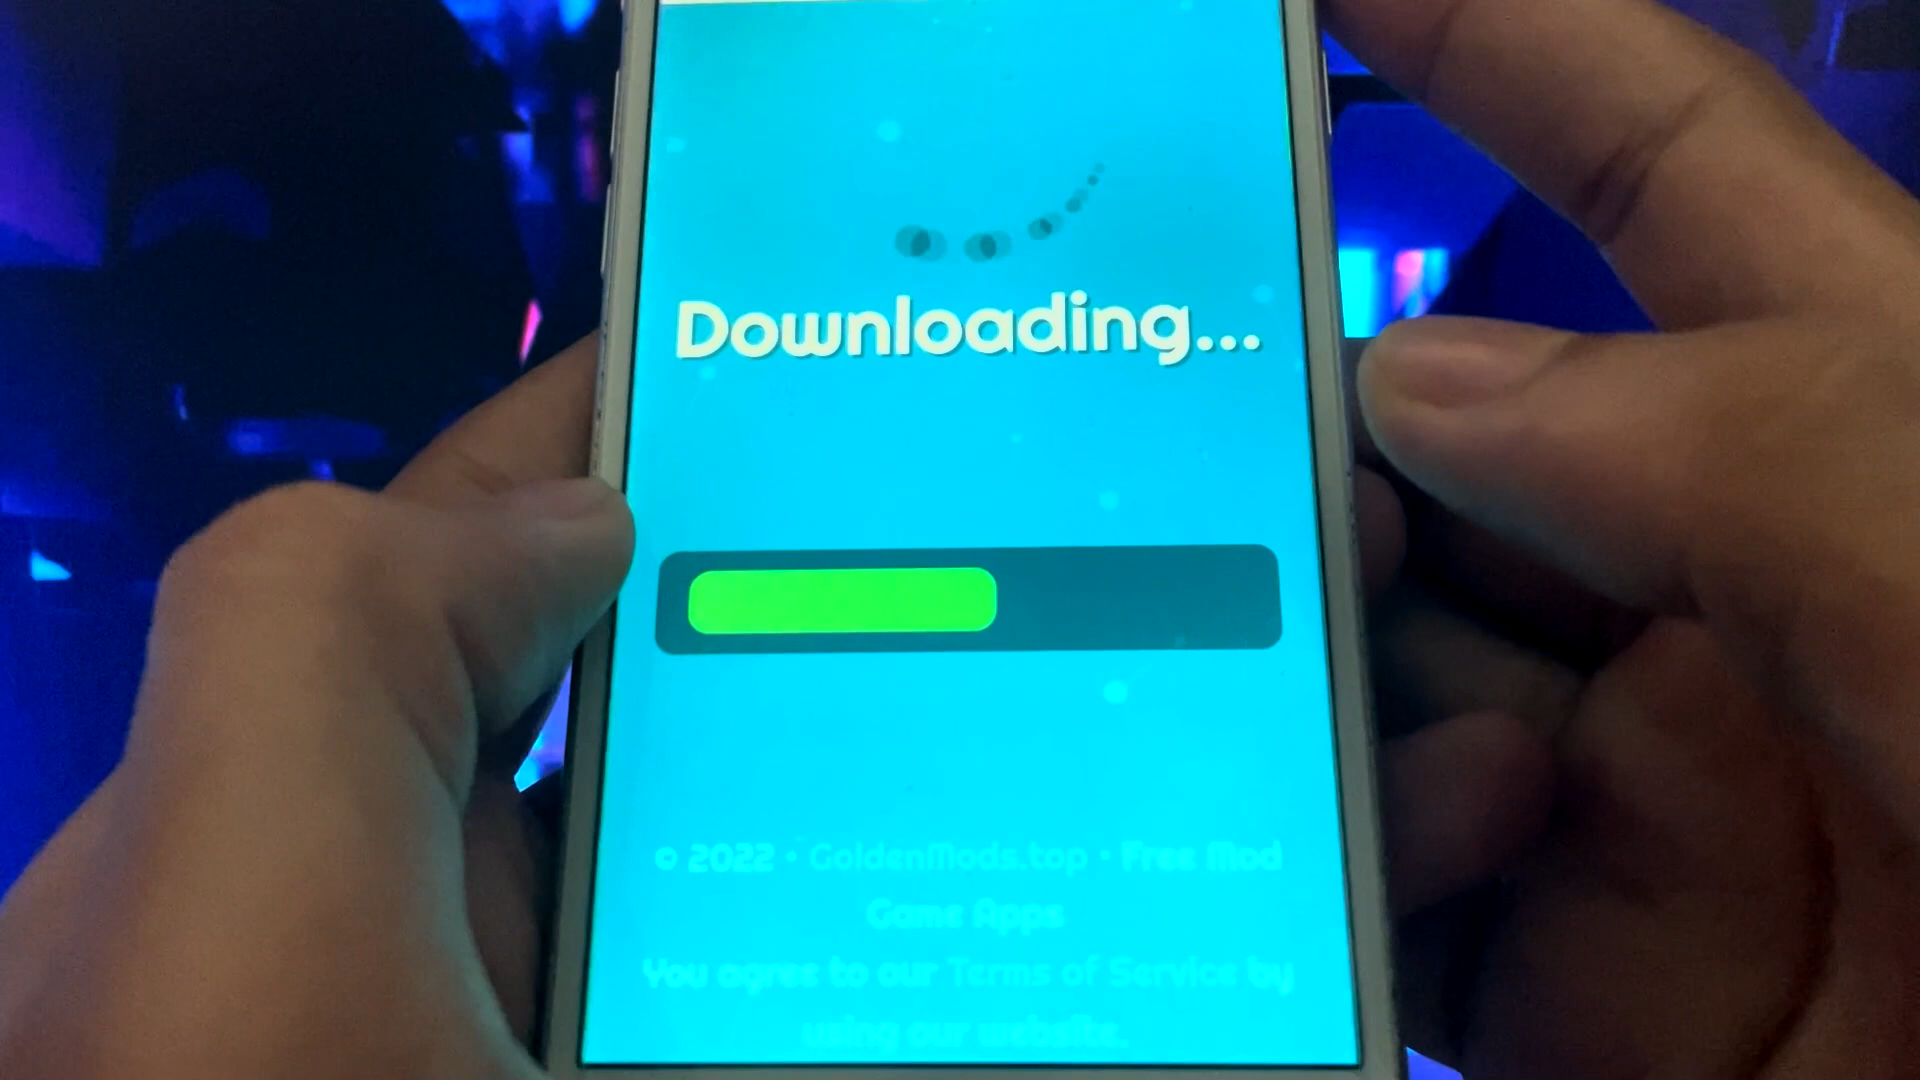 Downloading...
© 2022 • GoldenMods.top • Free Mod
Game Apps
You agree to our Terms of Service by
using our website.